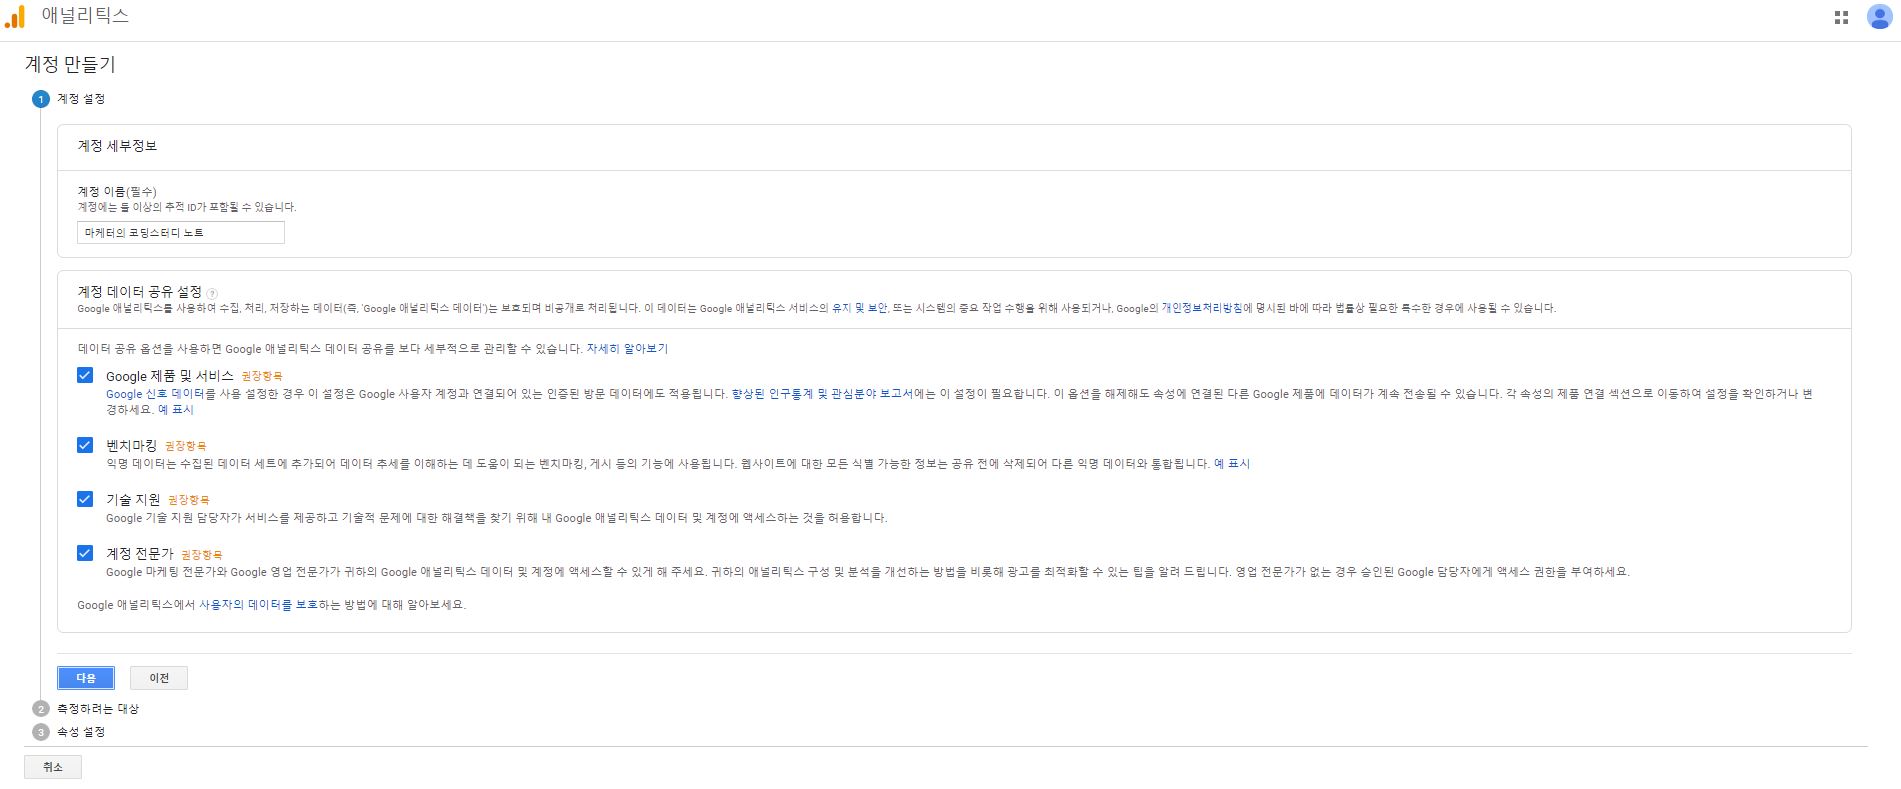 애널리틱스
계정 만들기
1 계정 설정
계정 세부정보
계정 이름(필수)
계정에는 둘 이상의 추적 ID가 포함될 수 있습니다.
마케터의 코딩스터디 노트
계정 데이터 공유 설정 ?
Google 애널리틱스를 사용하여 수집, 처리, 저장하는 데이터(즉, 'Google 애널리틱스 데이터')는 보호되며 비공개로 처리됩니다. 이 데이터는 Google 애널리틱스 서비스의 유지 및 보안, 또는 시스템의 중요 작업 수행을 위해 사용되거나, Google의 개인정보처리방침에 명시된 바에 따라 법률상 필요한 특수한 경우에 사용될 수 있습니다.
데이터 공유 옵션을 사용하면 Google 애널리틱스 데이터 공유를 보다 세부적으로 관리할 수 있습니다. 자세히 알아보기
Google 제품 및 서비스 권장항목
Google 신호 데이터를 사용 설정한 경우 이 설정은 Google 사용자 계정과 연결되어 있는 인증된 방문 데이터에도 적용됩니다. 향상된 인구통계 및 관심분야 보고서에는 이 설정이 필요합니다. 이 옵션을 해제해도 속성에 연결된 다른 Google 제품에 데이터가 계속 전송될 수 있습니다. 각 속성의 제품 연결 섹션으로 이동하여 설정을 확인하거나 변
경하세요. 예 표시
벤치마킹 권장항목
익명 데이터는 수집된 데이터 세트에 추가되어 데이터 추세를 이해하는 데 도움이 되는 벤치마킹, 게시 등의 기능에 사용됩니다. 웹사이트에 대한 모든 식별 가능한 정보는 공유 전에 삭제되어 다른 익명 데이터와 통합됩니다. 예 표시
기술 지원 권장항목
Google 기술 지원 담당자가 서비스를 제공하고 기술적 문제에 대한 해결책을 찾기 위해 내 Google 애널리틱스 데이터 및 계정에 액세스하는 것을 허용합니다.
계정 전문가 권장항목
Google 마케팅 전문가와 Google 영업 전문가가 귀하의 Google 애널리틱스 데이터 및 계정에 액세스할 수 있게 해 주세요. 귀하의 애널리틱스 구성 및 분석을 개선하는 방법을 비롯해 광고를 최적화할 수 있는 팁을 알려 드립니다. 영업 전문가가 없는 경우 승인된 Google 담당자에게 액세스 권한을 부여하세요.
Google 애널리틱스에서 사용자의 데이터를 보호하는 방법에 대해 알아보세요.
다음 이전
2 측정하려는 대상
3 속성 설정
취소